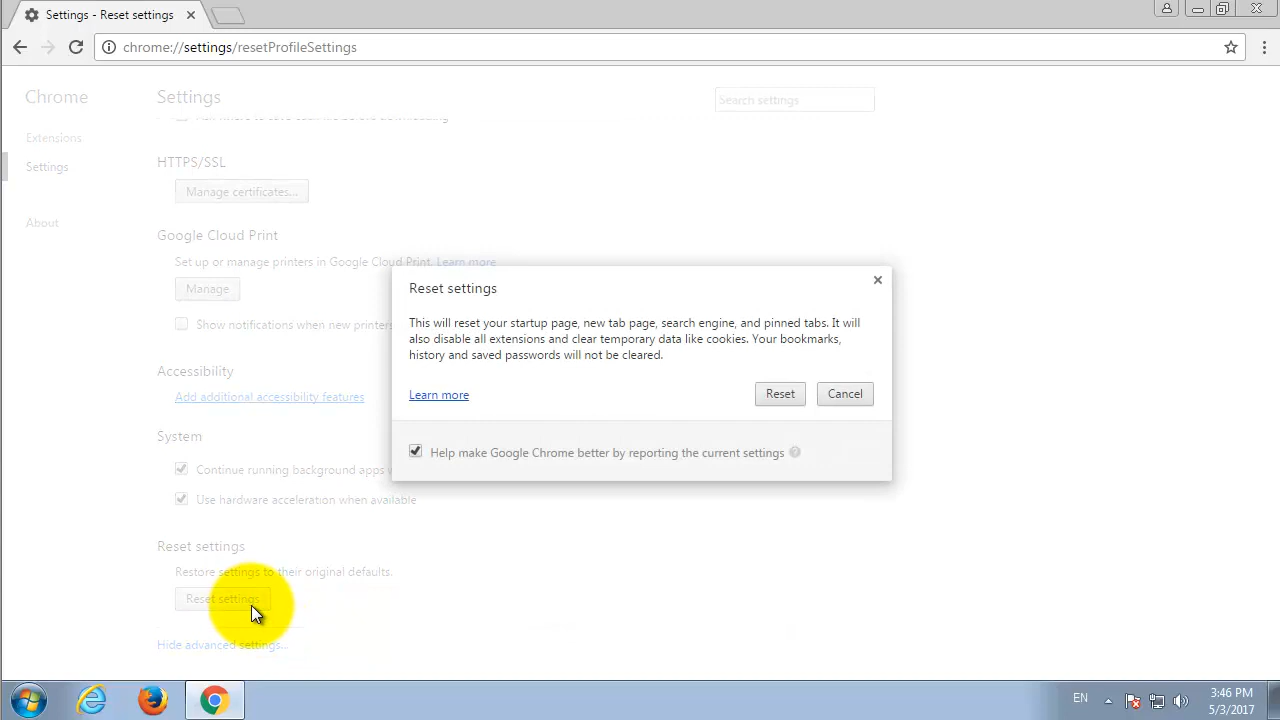 Settings - Reset settings
chrome://settings/resetProfileSettings
Chrome
Settings
Search settings
Extensions
Settings
About
HTTPS/SSL
Manage certificates...
Google Cloud Print
Set up or manage printers in Google Cloud Print. Learn more
Manage
Show notifications when new printers
Accessibility
Add additional accessibility features
System
Continue running background apps
Use hardware acceleration when available
Reset settings
Restore settings to their original defaults.
Reset settings
Hide advanced settings...
Reset settings
This will reset your startup page, new tab page, search engine, and pinned tabs. It will
also disable all extensions and clear temporary data like cookies. Your bookmarks,
history and saved passwords will not be cleared.
Learn more
Reset
Cancel
Help make Google Chrome better by reporting the current settings
EN
3:46 PM
5/3/2017